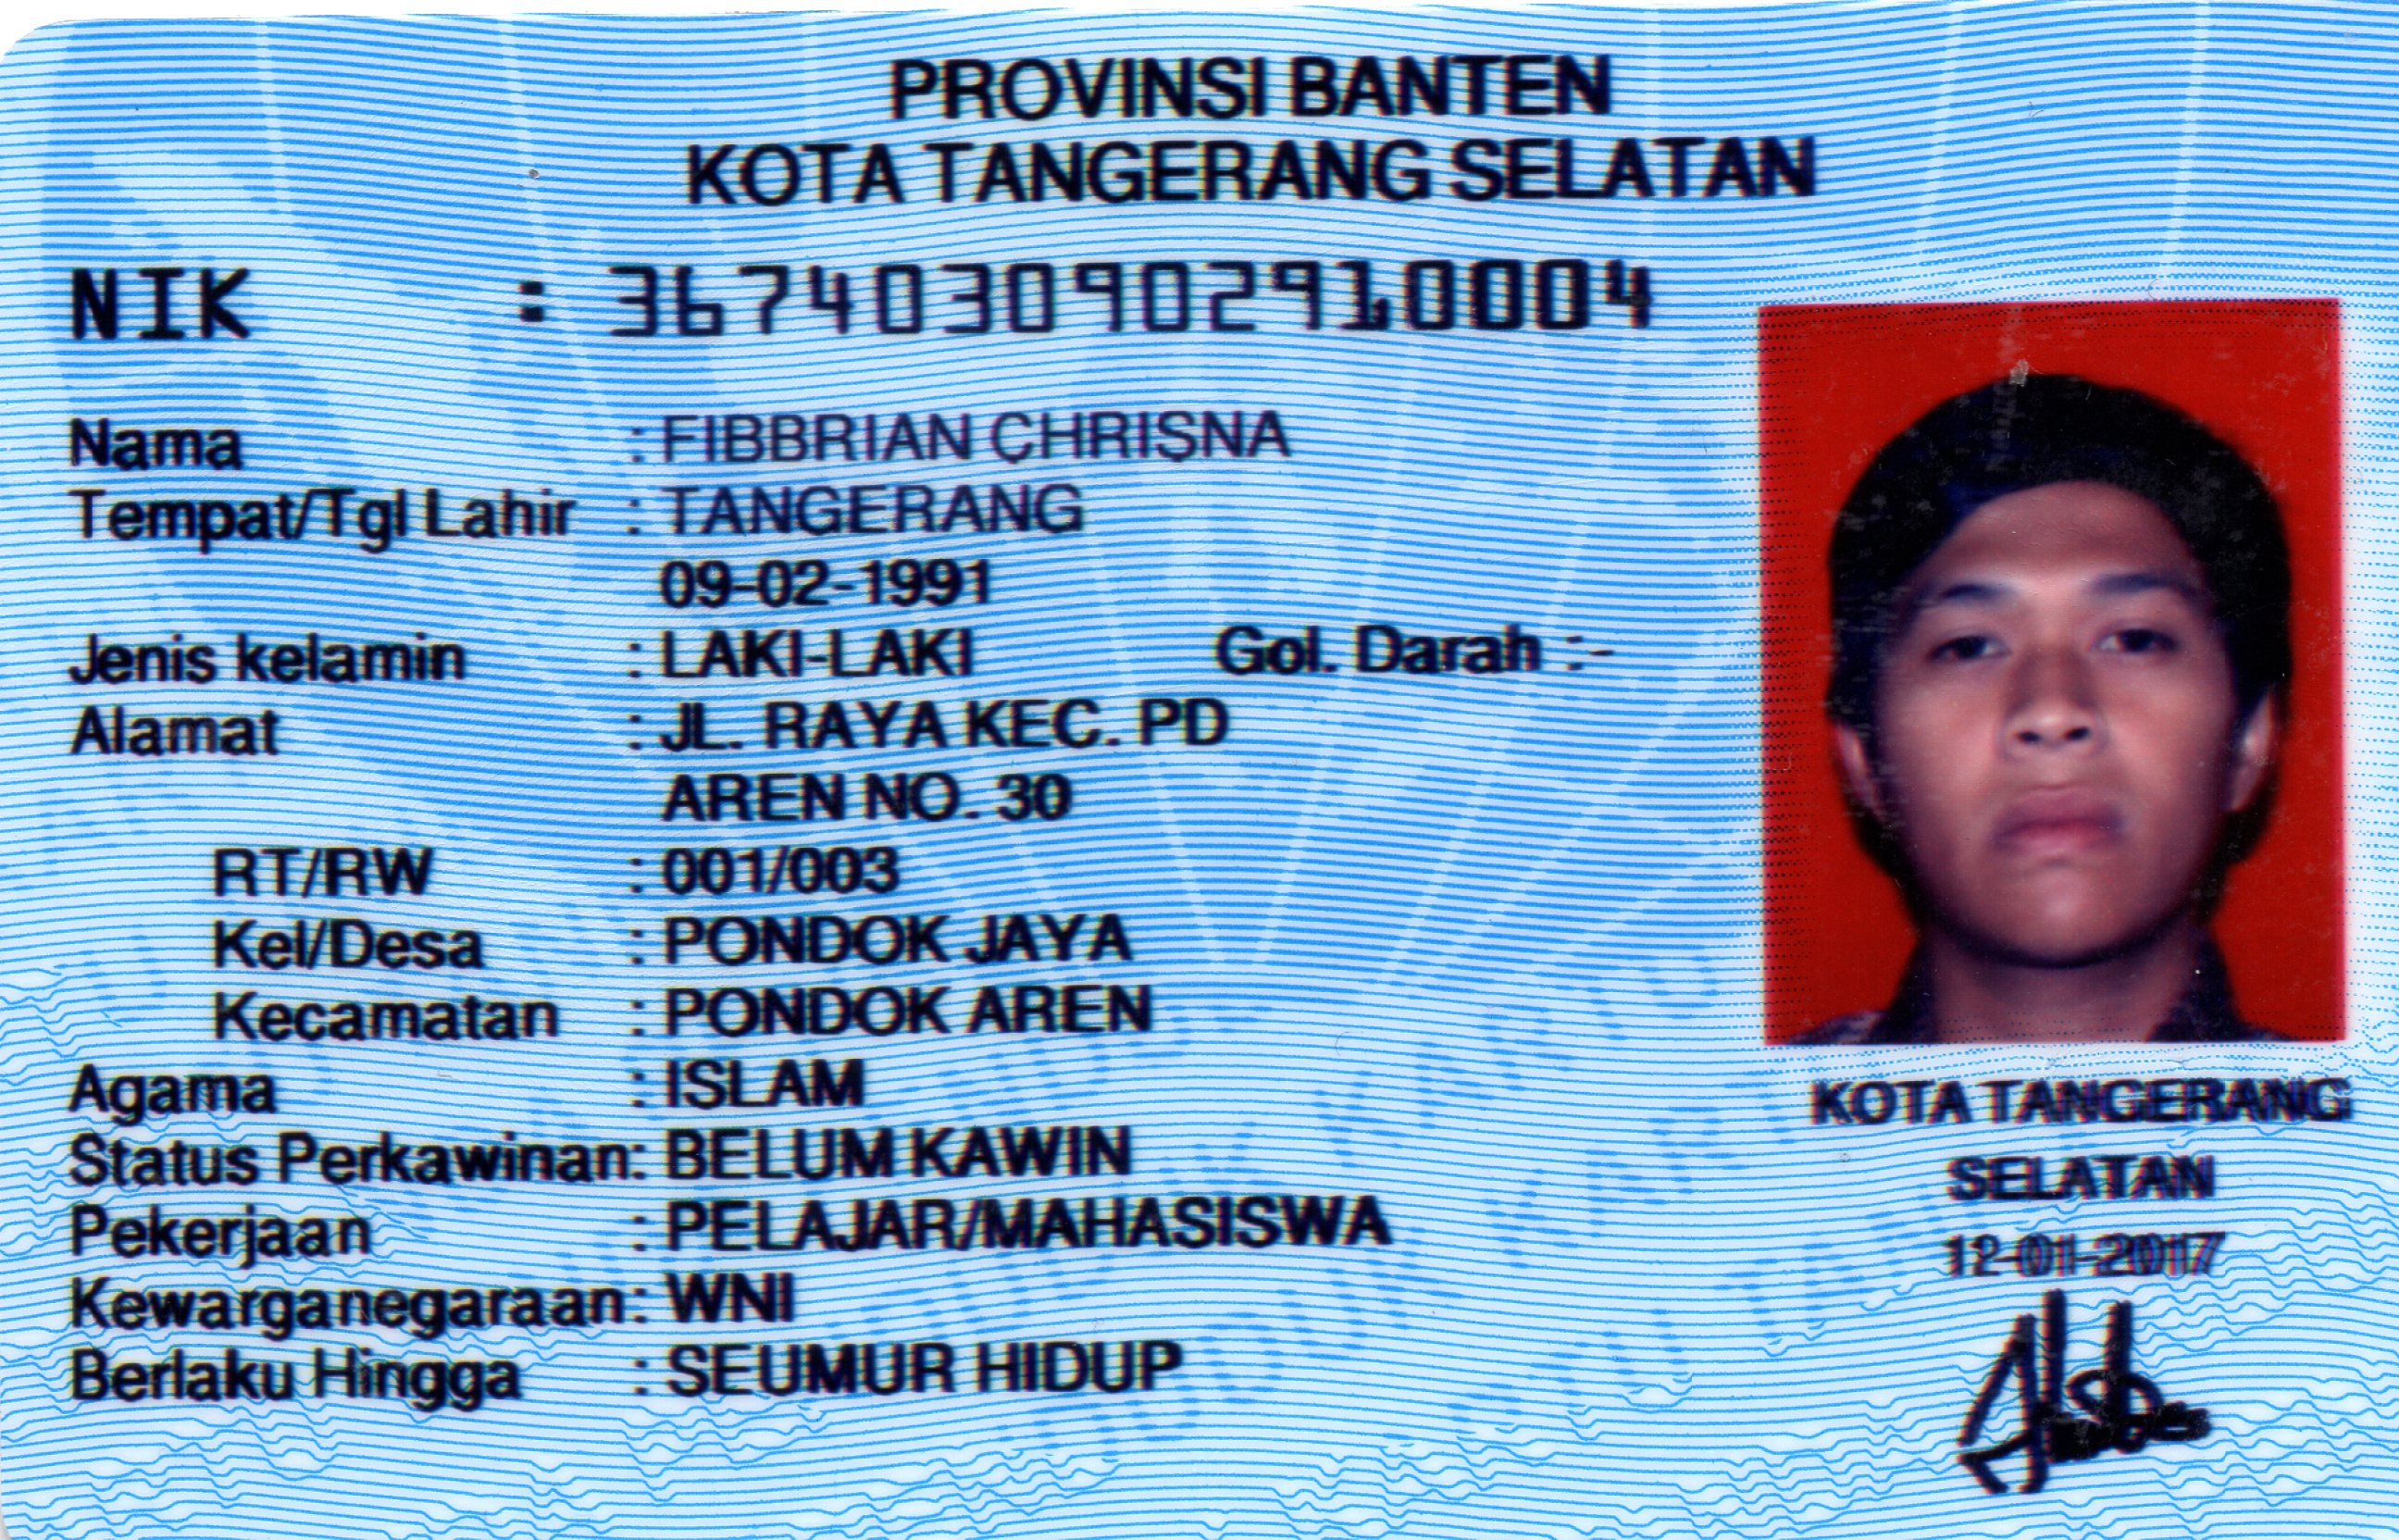 PROVINSI BANTEN
KOTA TANGERANG SELATAN
NIK : 3674030902910004
Nama : FIBBRIAN CHRISNA
Tempat/Tgl Lahir : TANGERANG
09-02-1991
Jenis kelamin : LAKI-LAKI Gol. Darah :-
Alamat : JL. RAYA KEC. PD
AREN NO. 30
RT/RW : 001/003
Kel/Desa : PONDOK JAYA
Kecamatan : PONDOK AREN
Agama : ISLAM
Status Perkawinan: BELUM KAWIN
Pekerjaan : PELAJAR/MAHASISWA
Kewarganegaraan: WNI
Berlaku Hingga : SEUMUR HIDUP
KOTA TANGERANG
SELATAN
12-01-2017